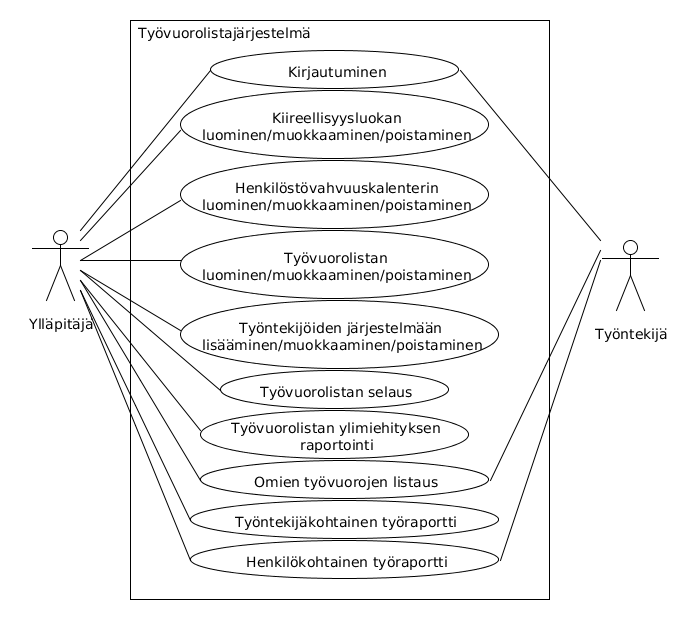 Työvuorolistajärjestelmä
Kirjautuminen
Kiireellisyysluokan
luominen/muokkaaminen/poistaminen
Henkilöstövahvuuskalenterin
luominen/muokkaaminen/poistaminen
Työvuorolistan
luominen/muokkaaminen/poistaminen
Ylläpitäjä
Työntekijä
Työntekijöiden järjestelmään
lisääminen/muokkaaminen/poistaminen
Työvuorolistan selaus
Työvuorolistan ylimiehityksen
raportointi
Omien työvuorojen listaus
Työntekijäkohtainen työraportti
Henkilökohtainen työraportti